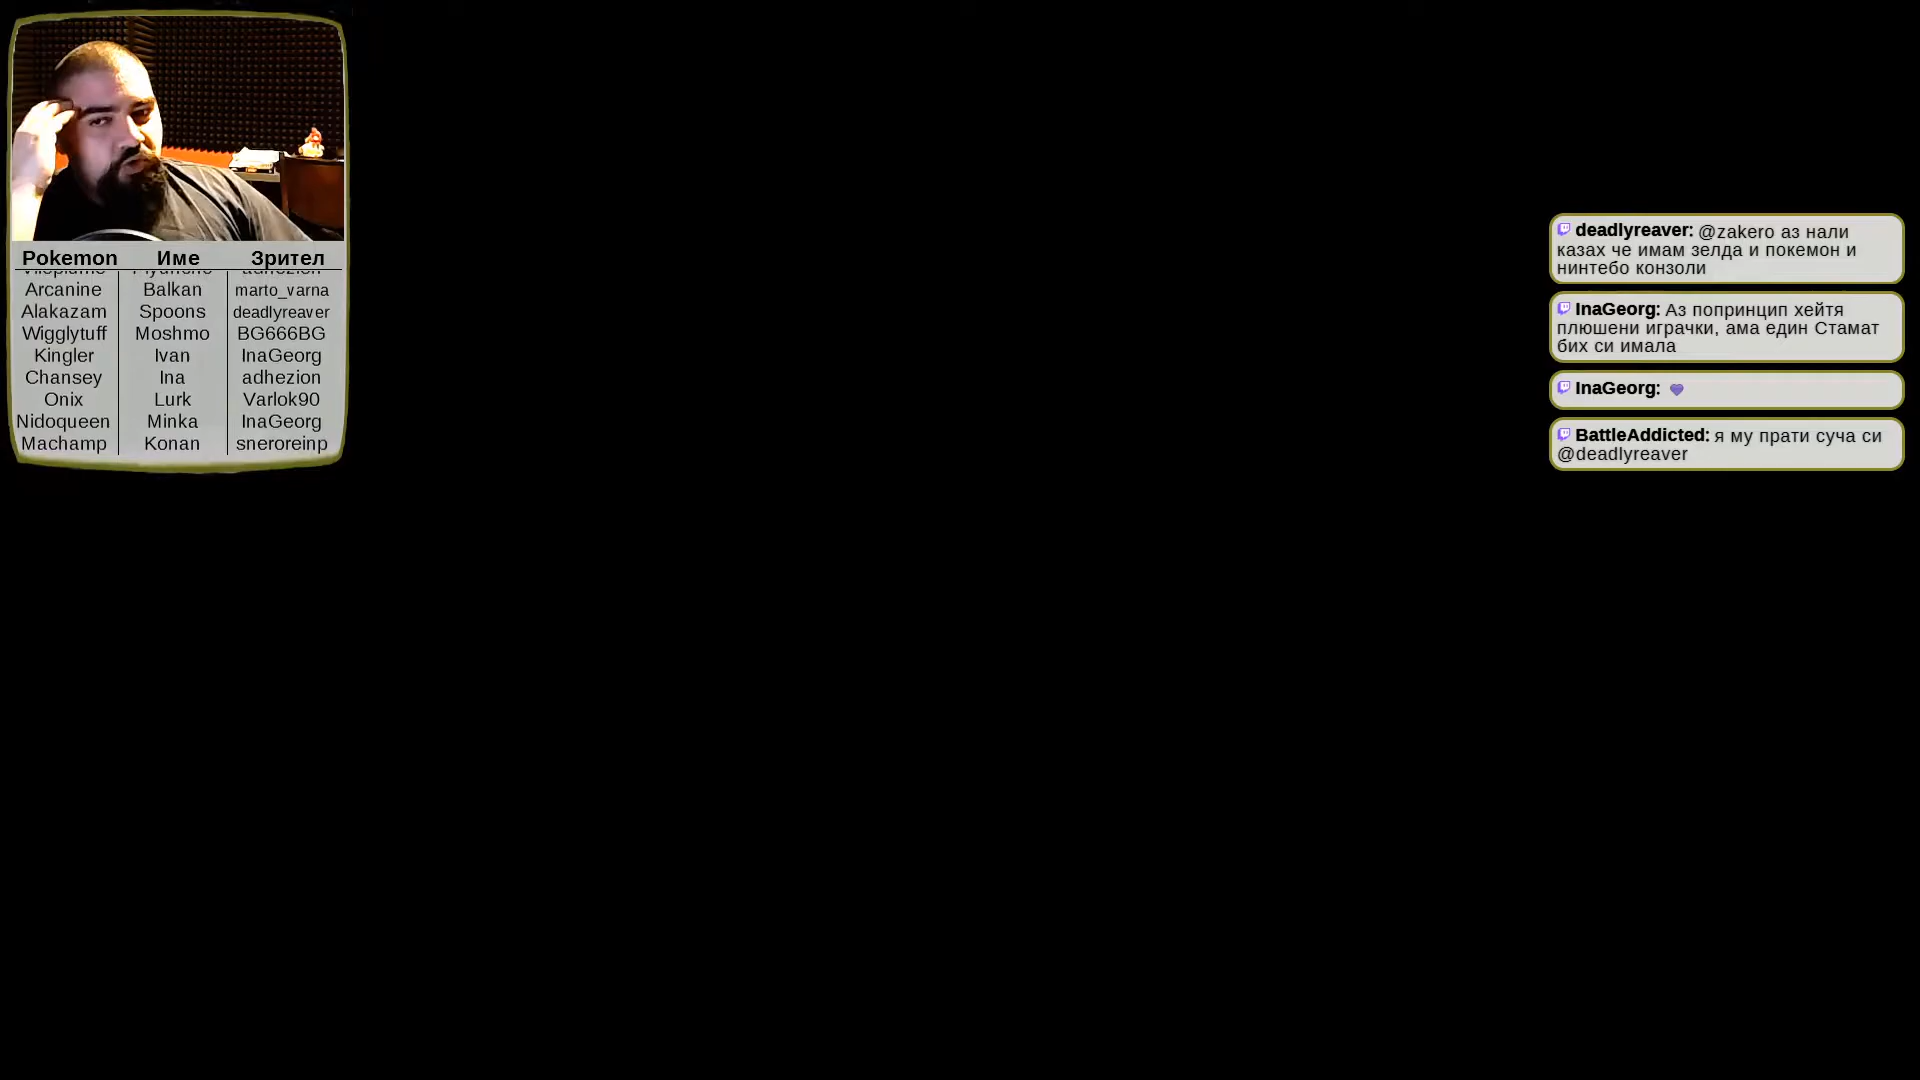 Pokemon Име Зрител
Arcanine Balkan marto_varna
Alakazam Spoons deadlyreaver
Wigglytuff Moshmo BG666BG
Kingler Ivan InaGeorg
Chansey Ina adhezion
Onix Lurk Varlok90
Nidoqueen Minka InaGeorg
Machamp Konan sneroreinp
deadlyreaver: @zakero аз нали
казах че имам зелда и покемон и
нинтебо конзоли
InaGeorg: Аз попринцип хейтя
плюшени играчки, ама един Стамат
бих си имала
InaGeorg: 💜
BattleAddicted: я му прати суча си
@deadlyreaver